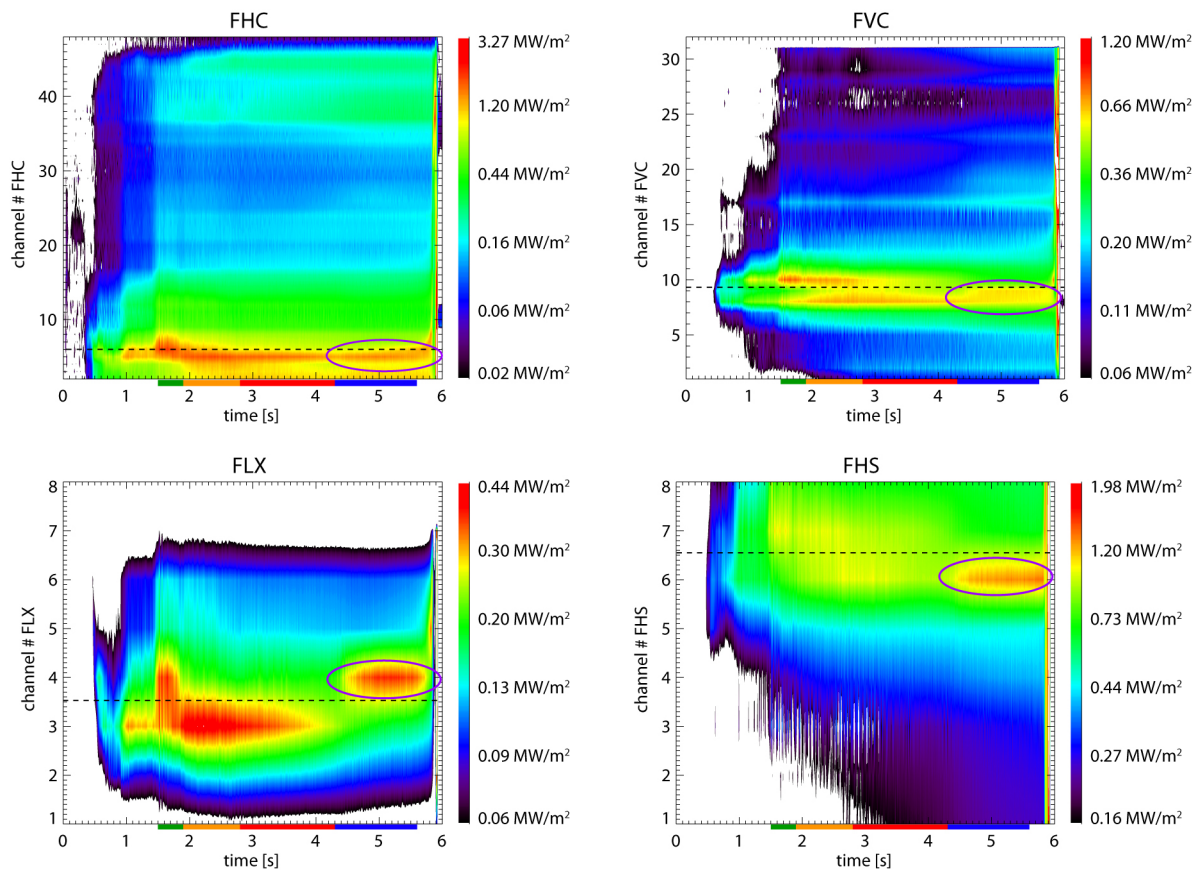 FHC
channel # FHC
40
30
20
10
0 1 2 3 4 5 6
time [s]
3.27 MW/m²
1.20 MW/m²
0.44 MW/m²
0.16 MW/m²
0.06 MW/m²
0.02 MW/m²
FVC
channel # FVC
30
25
20
15
10
5
0 1 2 3 4 5 6
time [s]
1.20 MW/m²
0.66 MW/m²
0.36 MW/m²
0.20 MW/m²
0.11 MW/m²
0.06 MW/m²
FLX
channel # FLX
8
7
6
5
4
3
2
1
0 1 2 3 4 5 6
time [s]
0.44 MW/m²
0.30 MW/m²
0.20 MW/m²
0.13 MW/m²
0.09 MW/m²
0.06 MW/m²
FHS
channel # FHS
8
7
6
5
4
3
2
1
0 1 2 3 4 5 6
time [s]
1.98 MW/m²
1.20 MW/m²
0.73 MW/m²
0.44 MW/m²
0.27 MW/m²
0.16 MW/m²